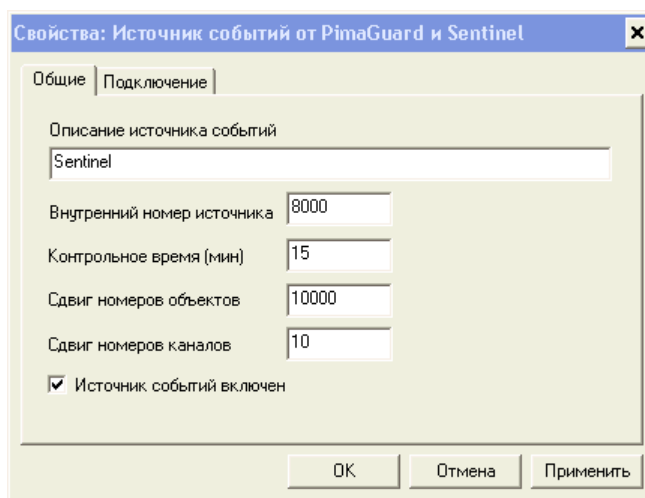 Свойства: Источник событий от PimaGuard и Sentinel
Общие Подключение
Описание источника событий
Sentinel
Внутренний номер источника 8000
Контрольное время (мин) 15
Сдвиг номеров объектов 10000
Сдвиг номеров каналов 10
Источник событий включен
OK Отмена Применить